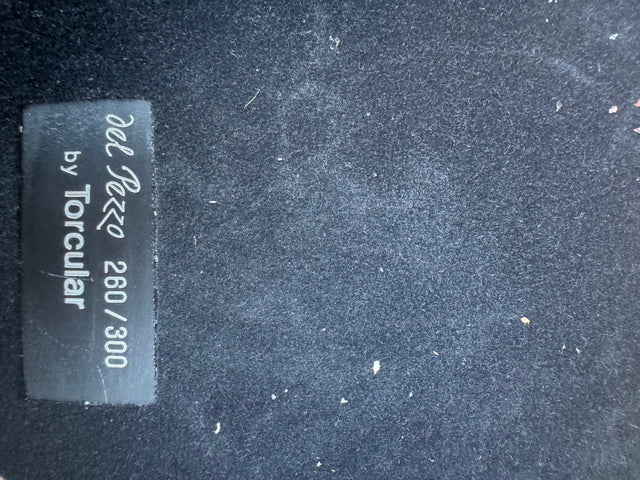 del Pezzo 260/300
by Torcular